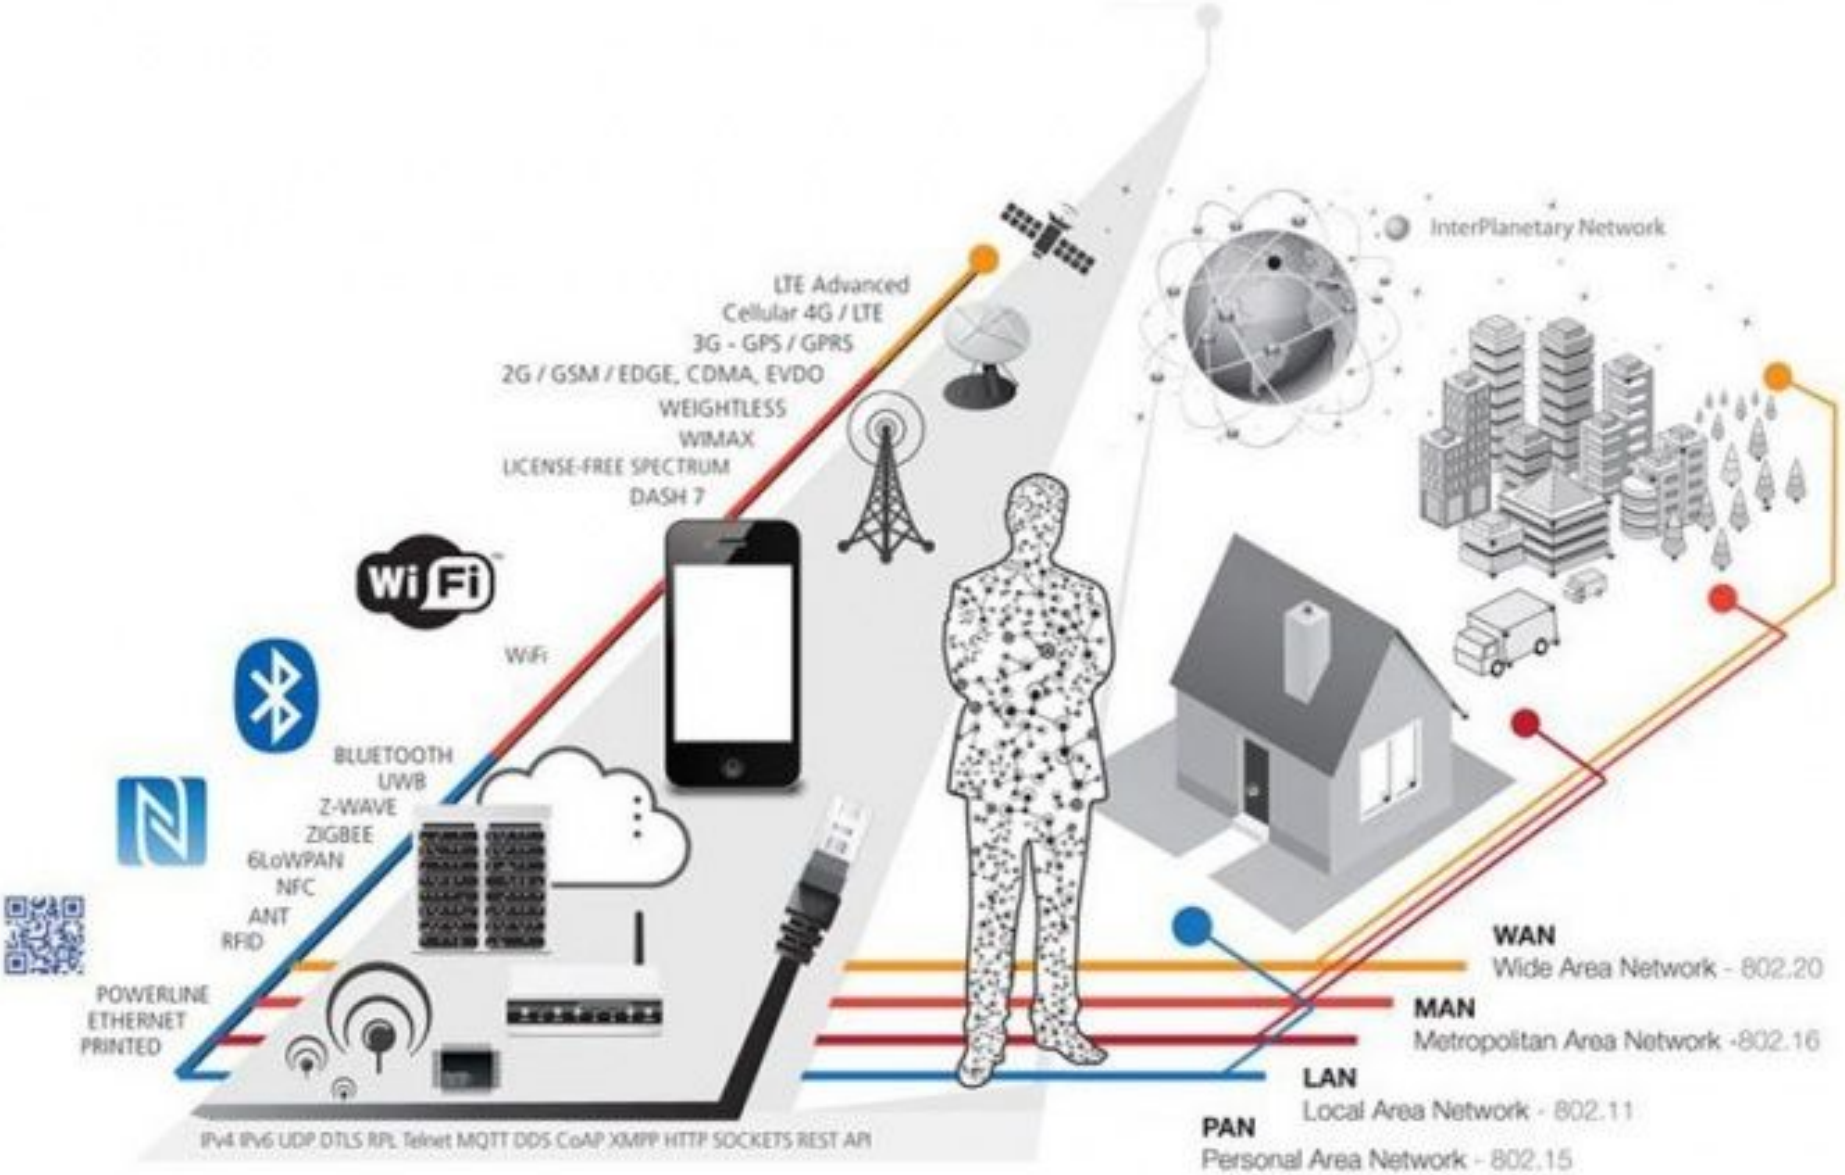 InterPlanetary Network
LTE Advanced
Cellular 4G / LTE
3G - GPS / GPRS
2G / GSM / EDGE, CDMA, EVDO
WEIGHTLESS
WIMAX
LICENSE-FREE SPECTRUM
DASH 7
Wi Fi
WiFi
BLUETOOTH
UWB
Z-WAVE
ZIGBEE
6LoWPAN
NFC
ANT
RFID
POWERLINE
ETHERNET
PRINTED
WAN
Wide Area Network - 802.20
MAN
Metropolitan Area Network -802.16
LAN
Local Area Network - 802.11
PAN
Personal Area Network - 802.15
IPv4 IPv6 UDP DTLS RPL Telnet MQTT DDS CoAP XMPP HTTP SOCKETS REST API